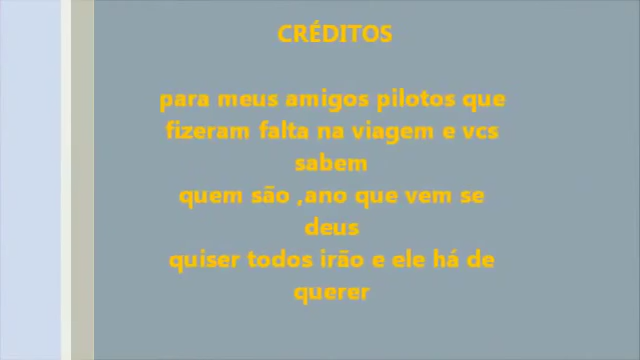 CRÉDITOS
para meus amigos pilotos que
fizeram falta na viagem e vcs
sabem
quem são ,ano que vem se
deus
quiser todos irão e ele há de
querer